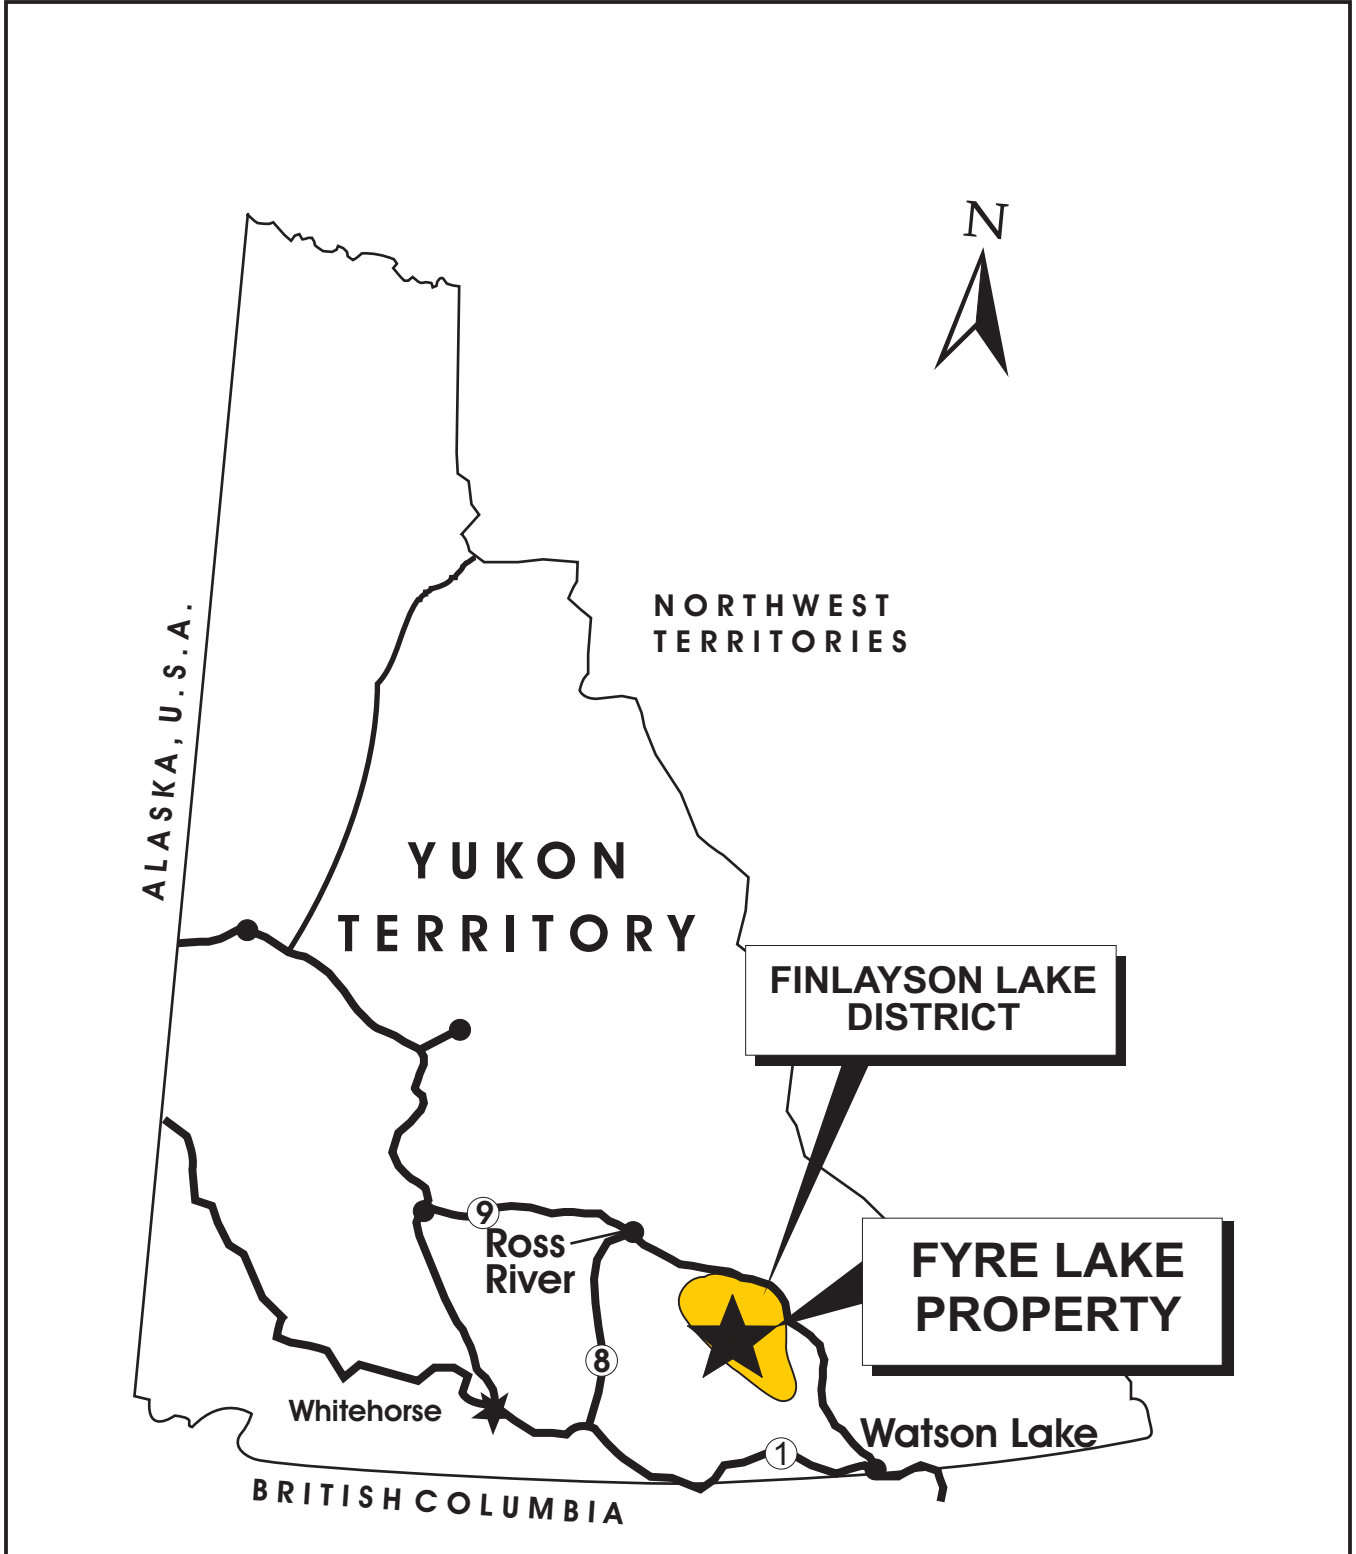 N
NORTHWEST
TERRITORIES
ALASKA, U.S.A.
YUKON
TERRITORY
FINLAYSON LAKE
DISTRICT
9
Ross
River
FYRE LAKE
PROPERTY
8
Whitehorse
Watson Lake
1
BRITISH COLUMBIA